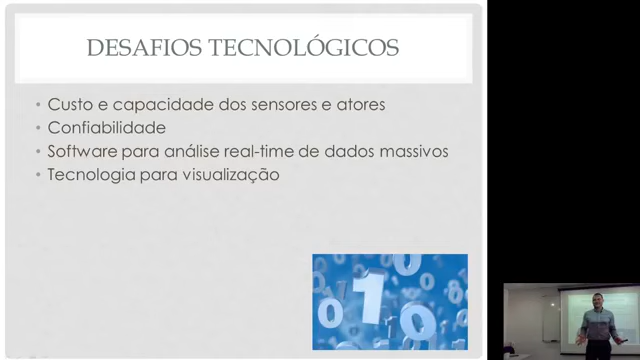 DESAFIOS TECNOLÓGICOS
• Custo e capacidade dos sensores e atores
• Confiabilidade
• Software para análise real-time de dados massivos
• Tecnologia para visualização